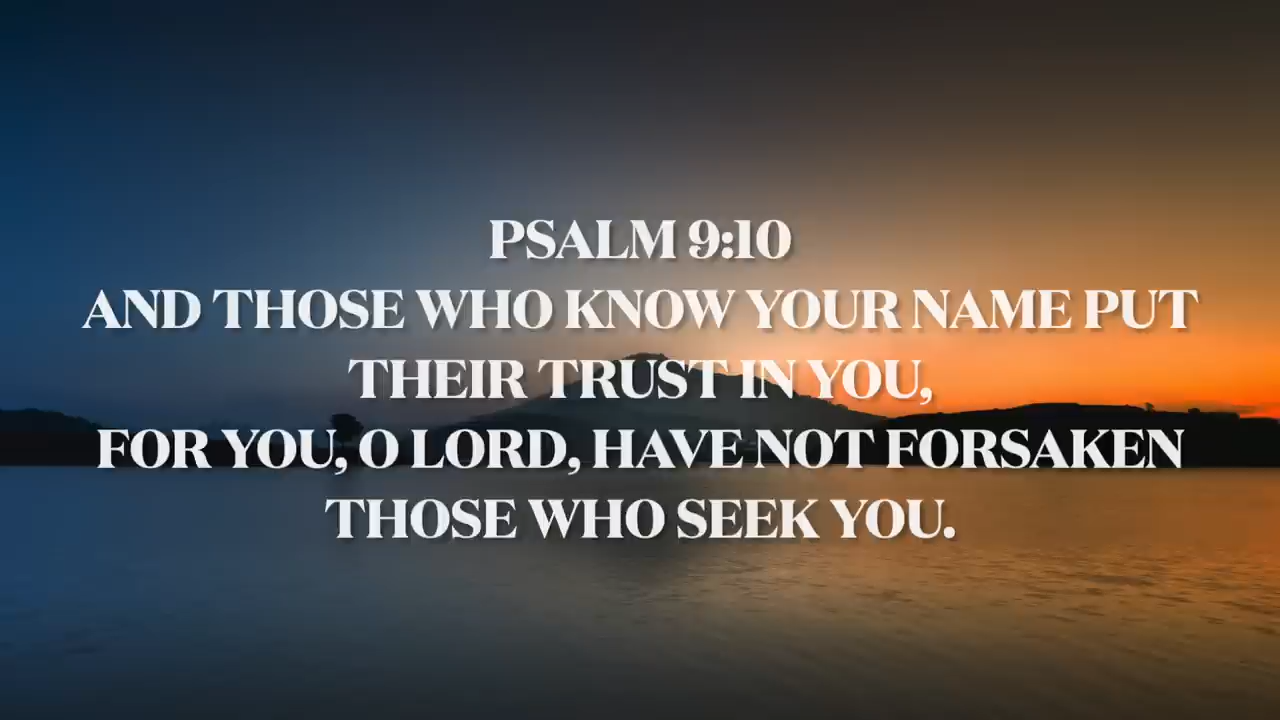 PSALM 9:10
AND THOSE WHO KNOW YOUR NAME PUT
THEIR TRUST IN YOU,
FOR YOU, O LORD, HAVE NOT FORSAKEN
THOSE WHO SEEK YOU.